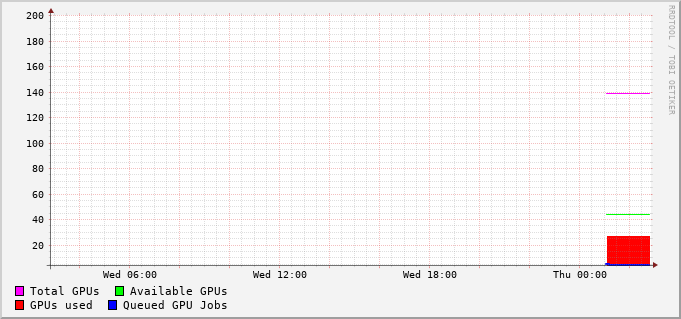 200
180
160
140
120
100
80
60
40
20
Wed 06:00 Wed 12:00 Wed 18:00 Thu 00:00
Total GPUs Available GPUs
GPUs used Queued GPU Jobs
RRDTOOL / TOBI OETIKER